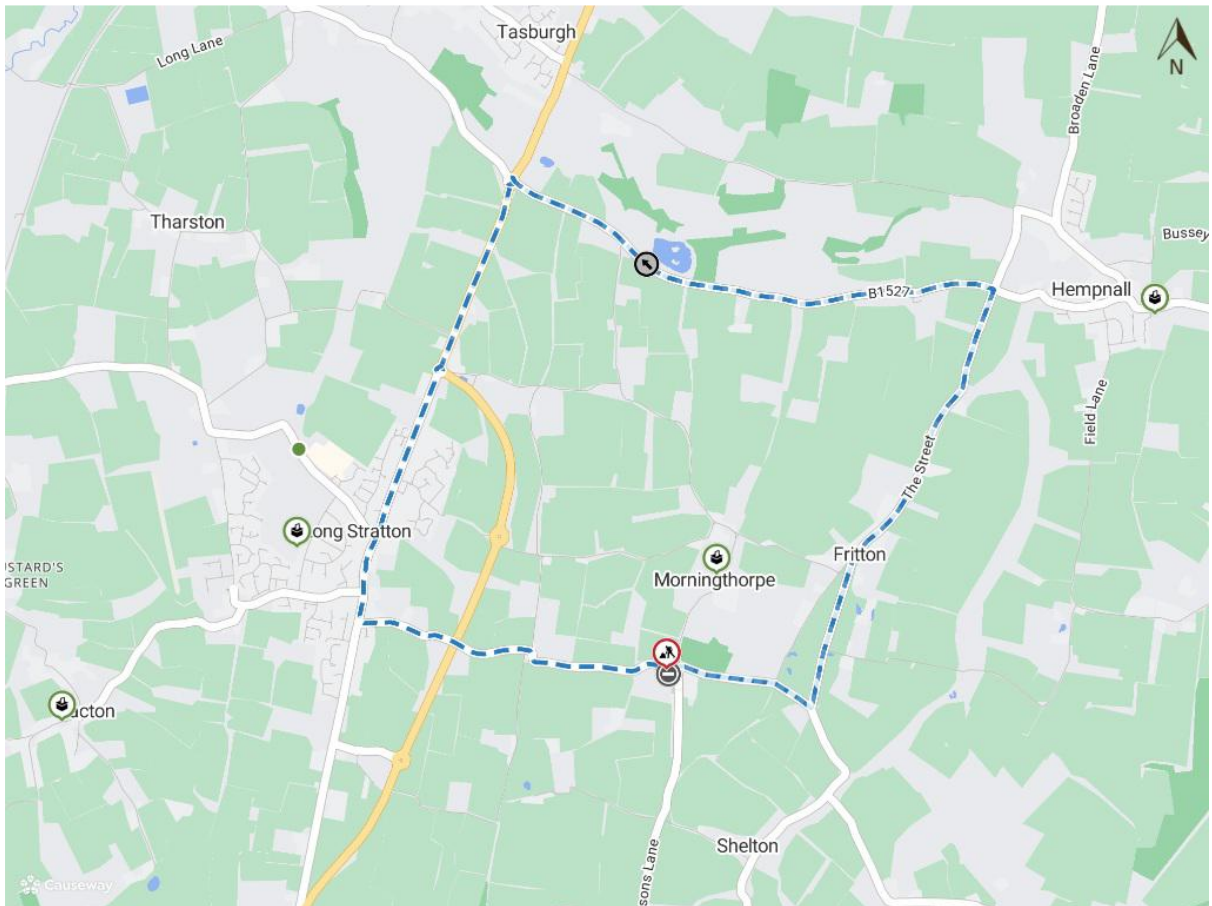 Tasburgh
Long Lane
Broaden Lane
N
Tharston
Bussey
B1527
Hempnall
Field Lane
The Street
Long Stratton
Fritton
USTARD'S
GREEN
Morningthorpe
acton
Shelton
sons Lane
Causeway